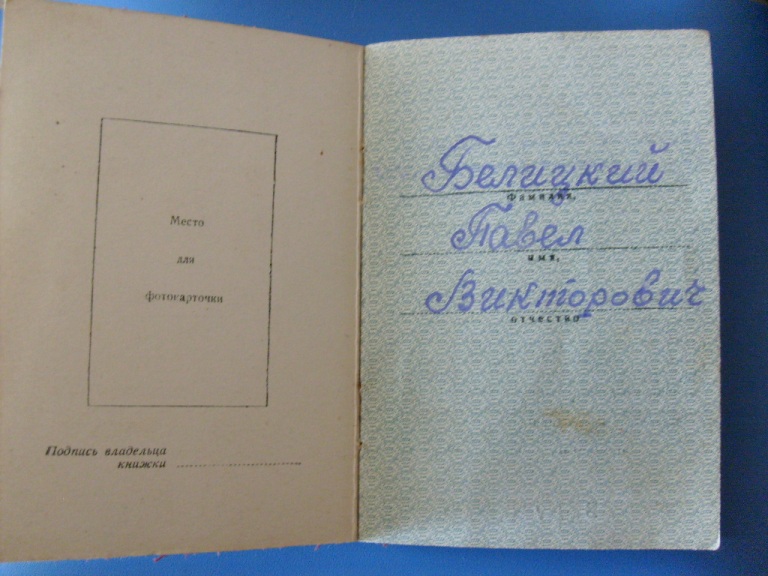 Место
для
фотокарточки
Подпись владельца
книжки
Белицкий
Фамилия,
Павел
имя,
Викторович
отчество